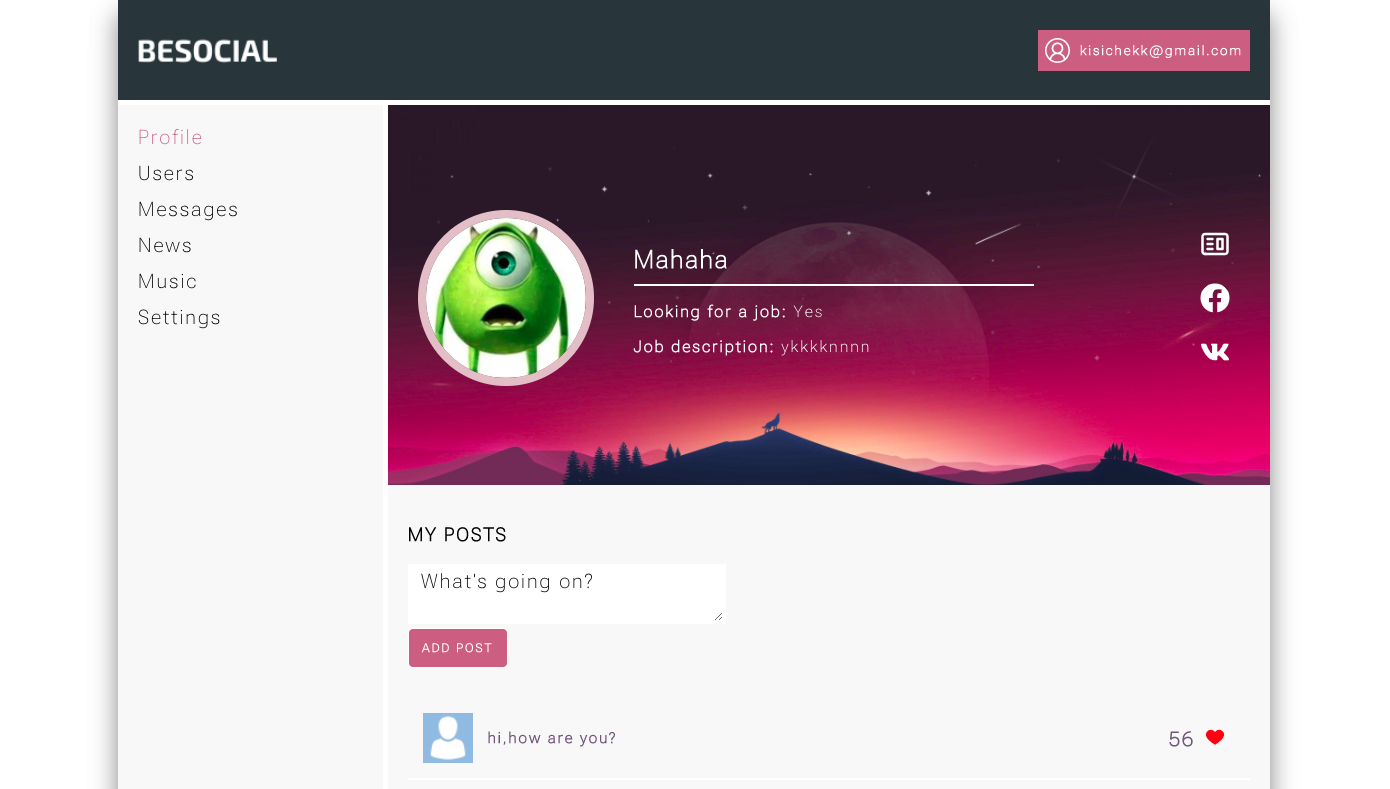 BESOCIAL
kisichekk@gmail.com
Profile
Users
Messages
News
Music
Settings
Mahaha
Looking for a job: Yes
Job description: ykkkknnnn
MY POSTS
What's going on?
ADD POST
hi,how are you?
56